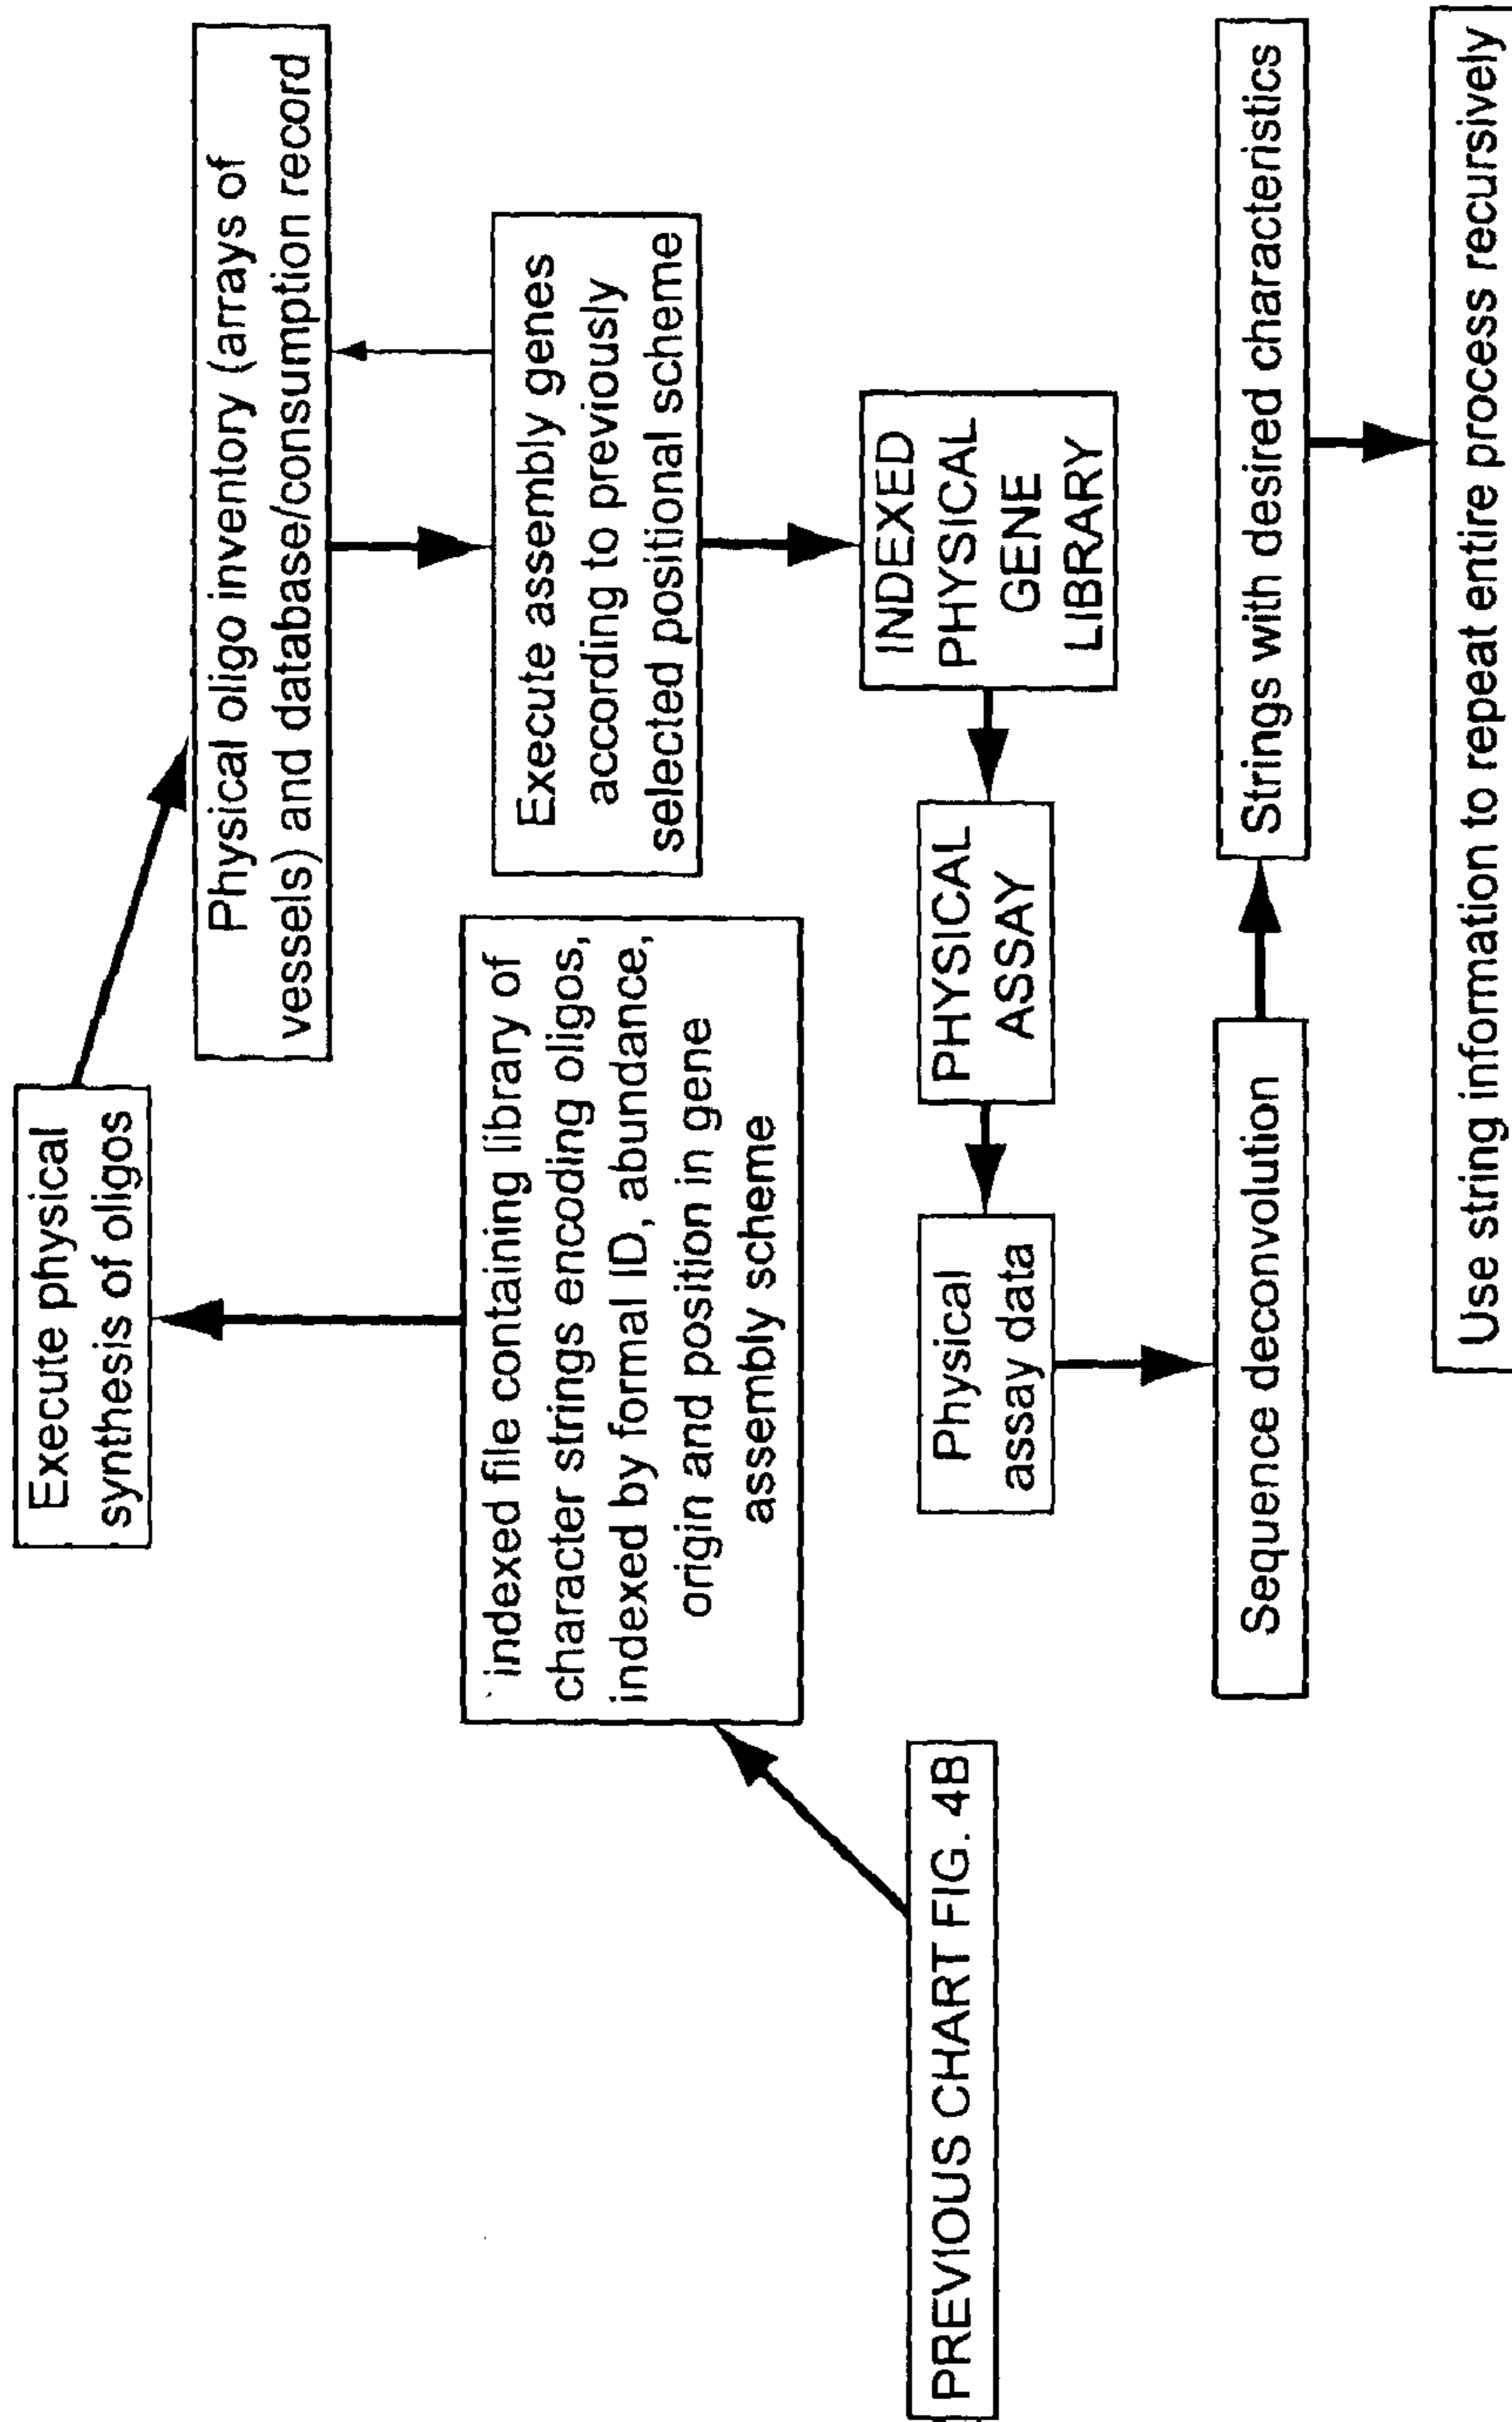 Execute physical
synthesis of oligos
Physical oligo inventory (arrays of
vessels) and database/consumption record
indexed file containing library of
character strings encoding oligos,
indexed by formal ID, abundance,
origin and position in gene
assembly scheme
Execute assembly genes
according to previously
selected positional scheme
PREVIOUS CHART FIG. 4B
INDEXED
PHYSICAL
GENE
LIBRARY
PHYSICAL
ASSAY
Physical
assay data
Sequence deconvolution
Strings with desired characteristics
Use string information to repeat entire process recursively